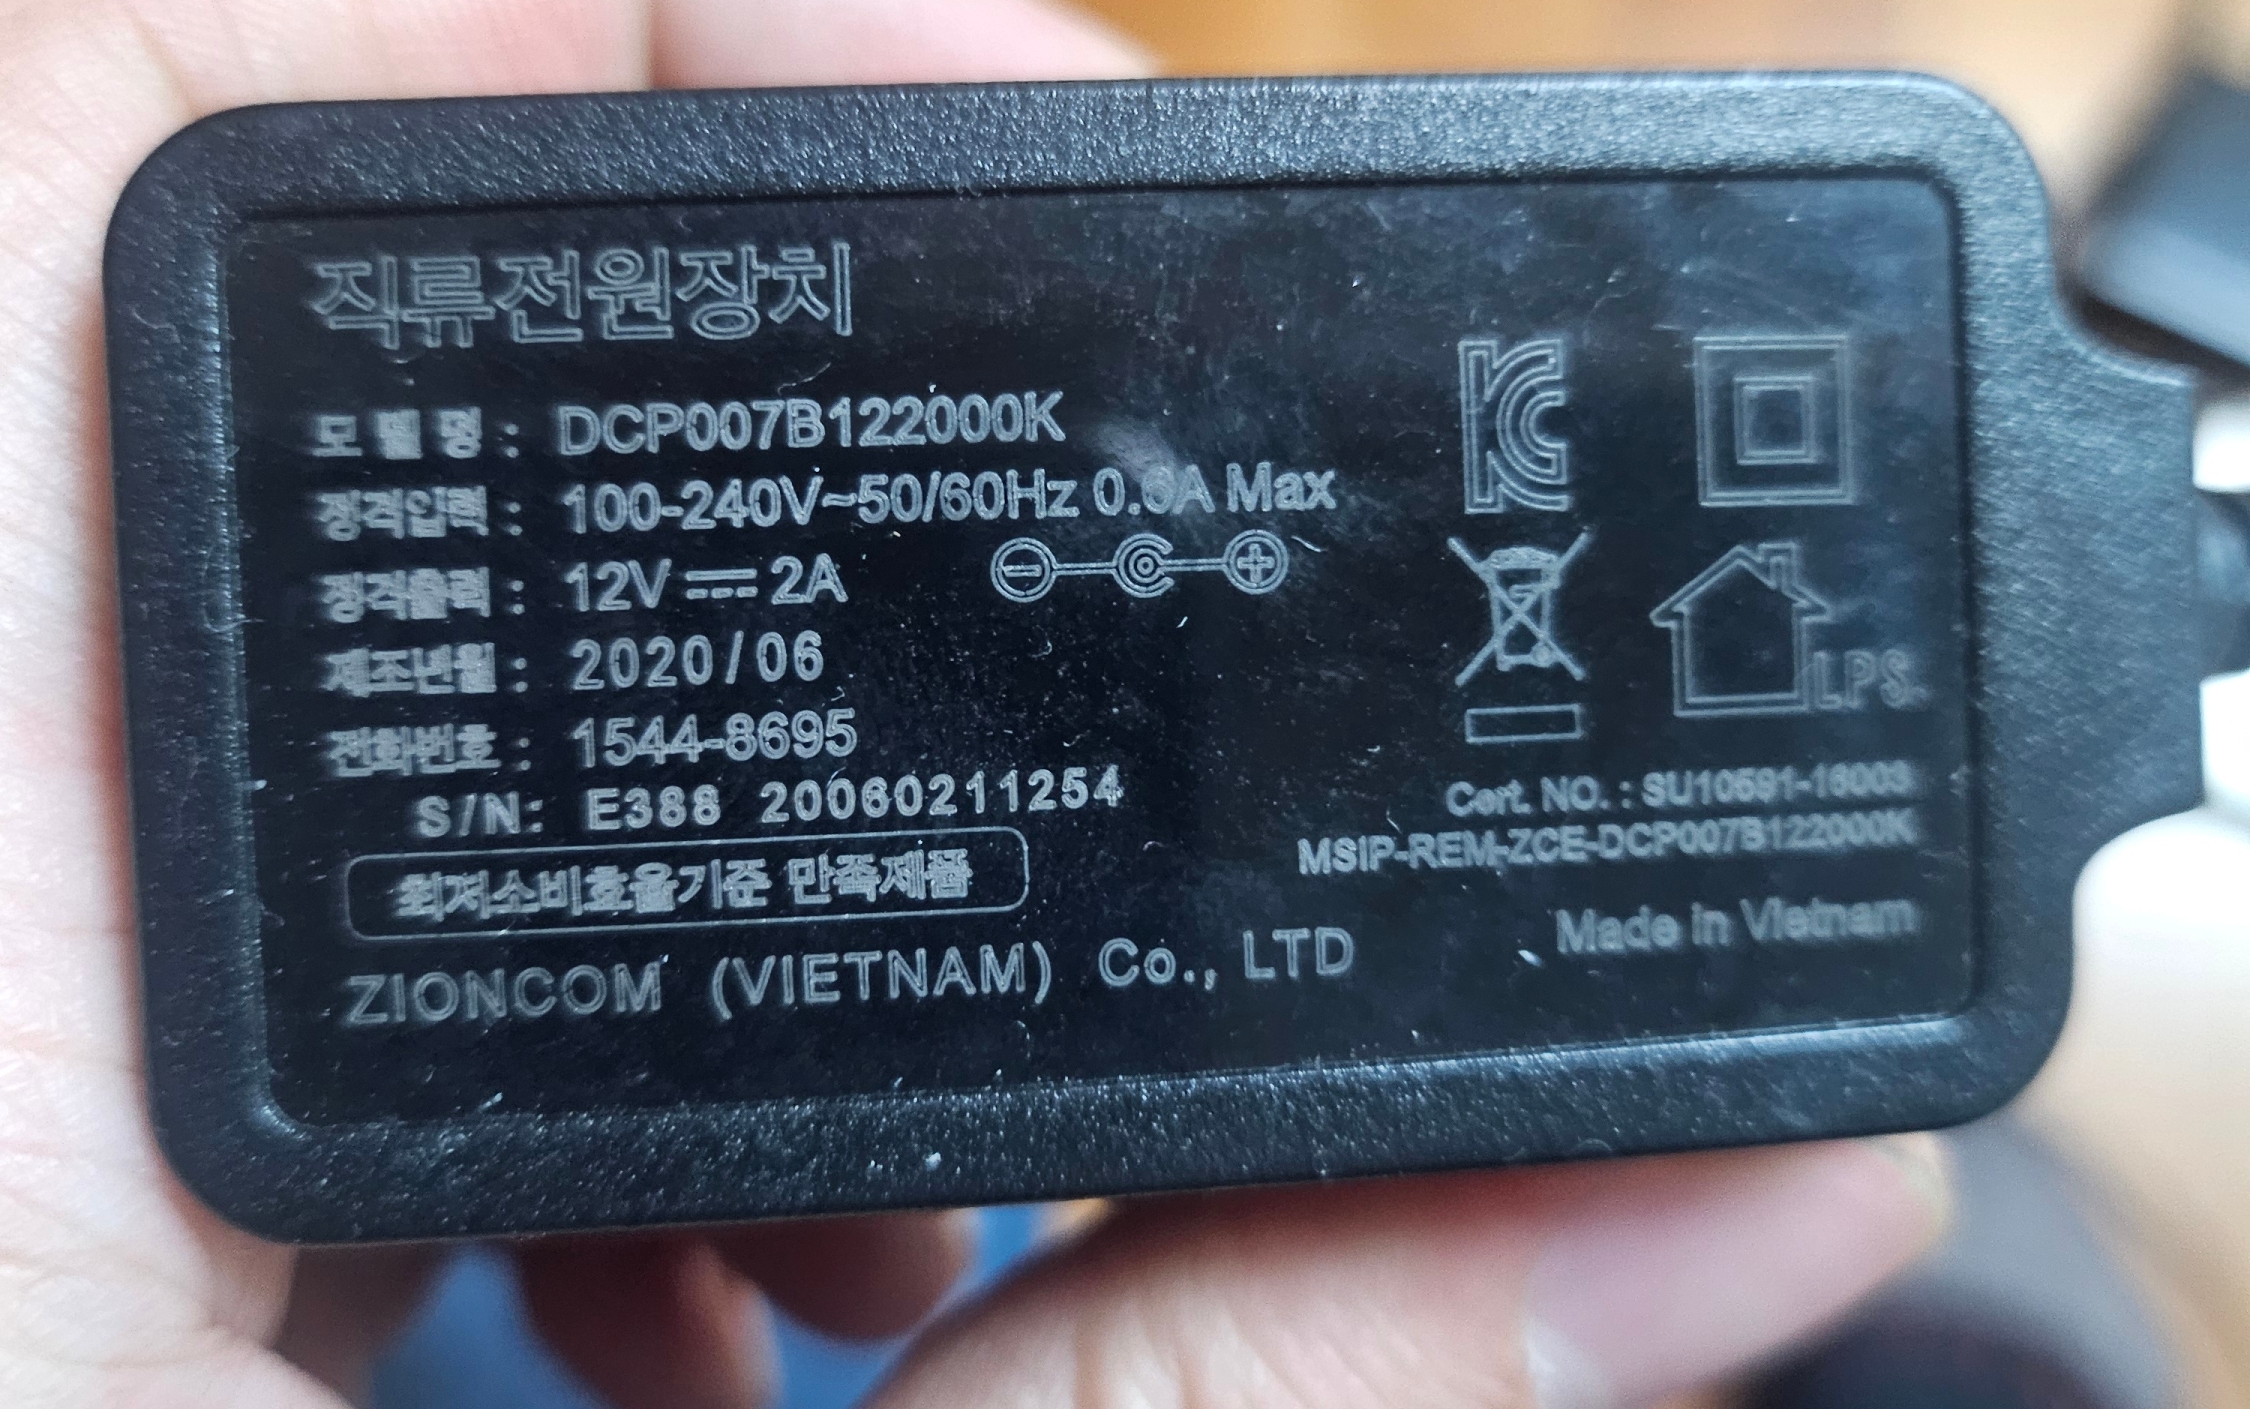 직류전원장치
모 델 명 : DCP007B122000K
정격입력 : 100-240V~50/60Hz 0.6A Max
정격출력 : 12V 2A
제조년월 : 2020/06
전화번호 : 1544-8695
S/N: E388 20060211254
최저소비효율기준 만족제품
ZIONCOM (VIETNAM) Co., LTD
LPS.
Cert. NO. : SU10591-16003
MSIP-REM-ZCE-DCP007B122000K
Made in Vietnam